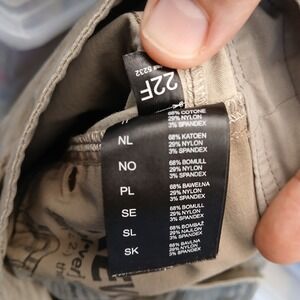 22F
5232
68% COTONE
29% NYLON
3% SPANDEX
NL
68% KATOEN
29% NYLON
3% SPANDEX
NO
68% BOMULL
29% NYLON
3% SPANDEX
PL
68% BAWEŁNA
29% NYLON
3% SPANDEX
SE
68% BOMULL
29% NYLON
3% SPANDEX
SL
68% BOMBAŽ
29% NAJLON
3% SPANDEX
SK
68% BAVLNA
29% NYLON
3% SPANDEX